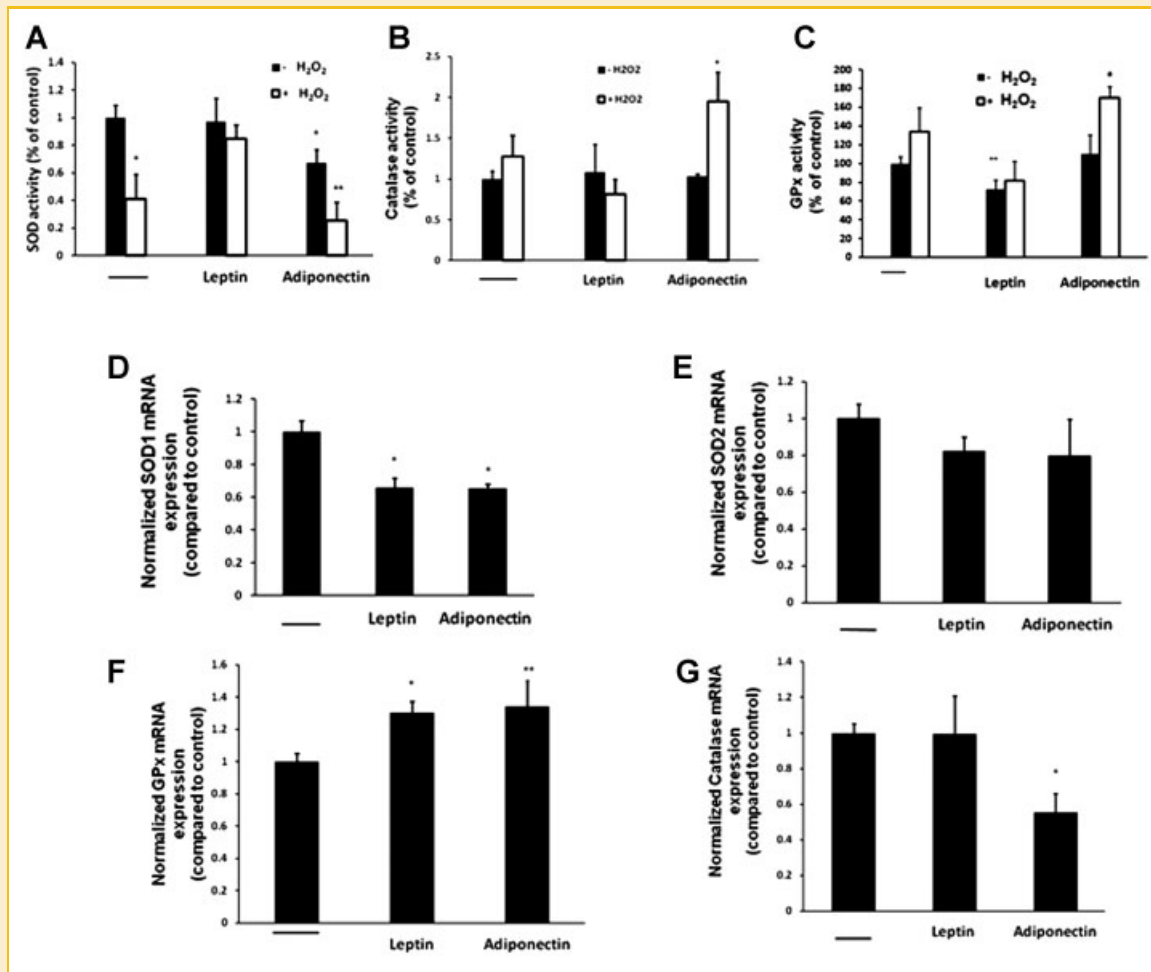 A
SOD activity (% of control)
1.4
1.2
1
0.8
0.6
0.4
0.2
0
- H2O2
+ H2O2
*
*
**
Leptin
Adiponectin
B
Catalase activity
(% of control)
2.5
2
1.5
1
0.5
0
- H2O2
+ H2O2
*
Leptin
Adiponectin
C
GPx activity
(% of control)
200
180
160
140
120
100
80
60
40
20
0
- H2O2
+ H2O2
**
Leptin
Adiponectin
D
Normalized SOD1 mRNA
expression
(compared to control)
1.2
1
0.8
0.6
0.4
0.2
0
*
*
Leptin
Adiponectin
E
Normalized SOD2 mRNA
expression
(compared to control)
1.2
1
0.8
0.6
0.4
0.2
0
Leptin
Adiponectin
F
Normalized GPx mRNA
expression
(compared to control)
1.6
1.4
1.2
1
0.8
0.6
0.4
0.2
0
*
**
Leptin
Adiponectin
G
Normalized Catalase mRNA
expression
(compared to control)
1.4
1.2
1
0.8
0.6
0.4
0.2
0
*
Leptin
Adiponectin